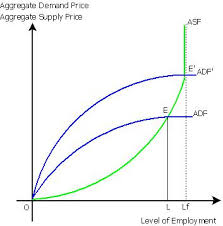 Aggregate Demand Price
Aggregate Supply Price
ASF
E'
ADF'
E
ADF
O
L
Lf
Level of Employment